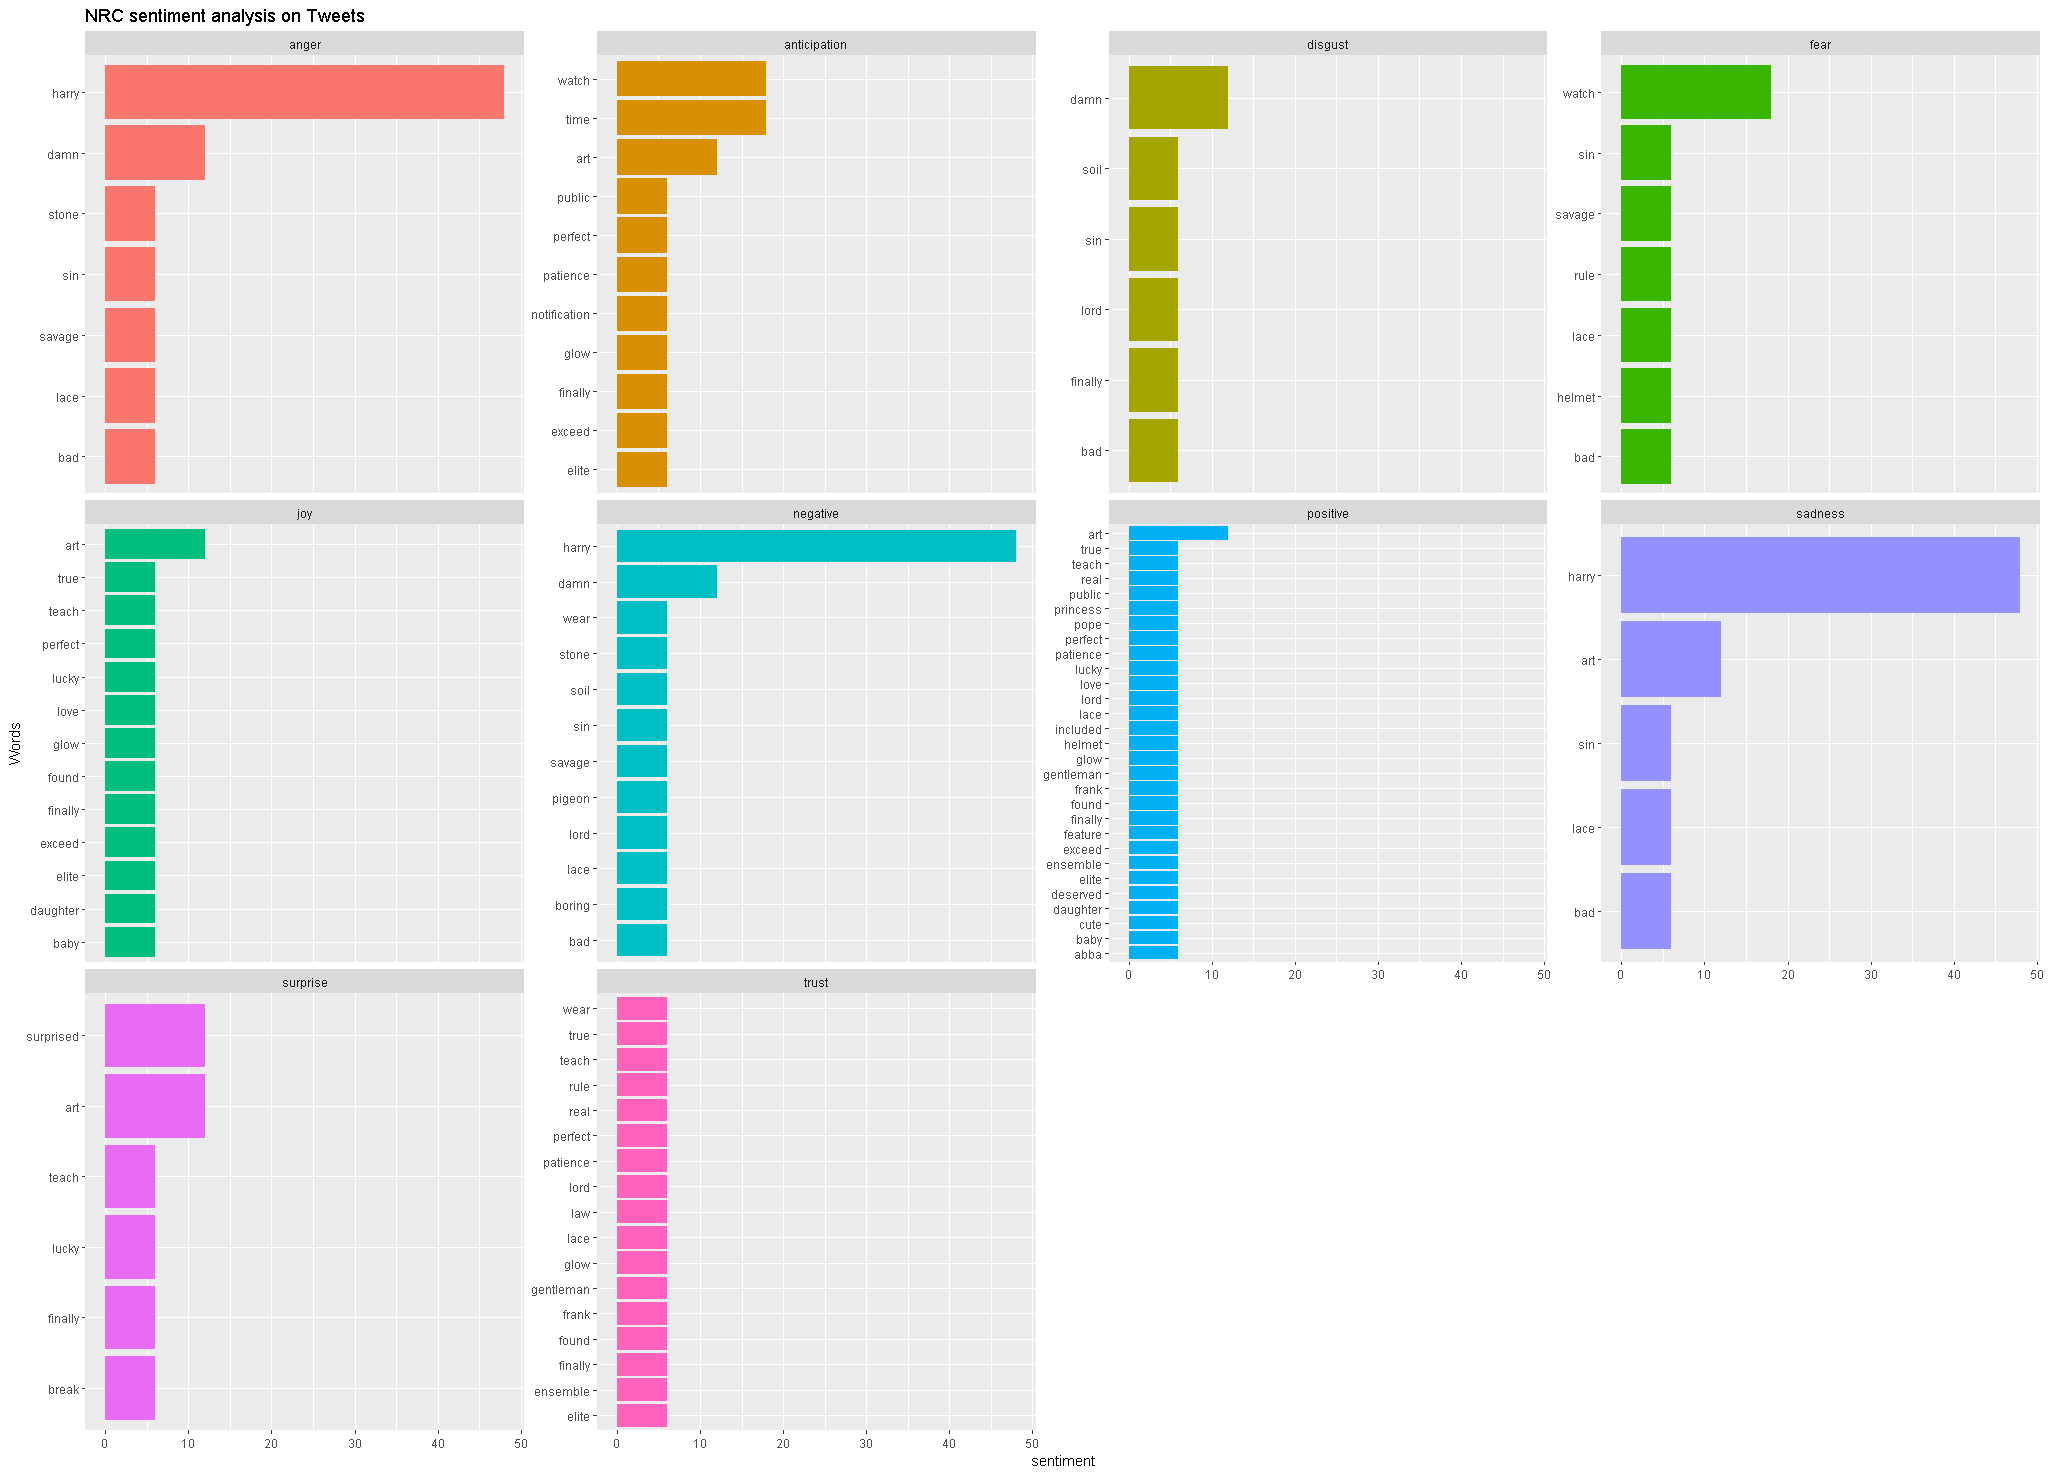 NRC sentiment analysis on Tweets
anger
harry
damn
stone
sin
savage
lace
bad
anticipation
watch
time
art
public
perfect
patience
notification
glow
finally
exceed
elite
disgust
damn
soil
sin
lord
finally
bad
fear
watch
sin
savage
rule
lace
helmet
bad
joy
art
true
teach
perfect
lucky
love
glow
found
finally
exceed
elite
daughter
baby
negative
harry
damn
wear
stone
soil
sin
savage
pigeon
lord
lace
boring
bad
positive
art
true
teach
real
public
princess
pope
perfect
patience
lucky
love
lord
lace
included
helmet
glow
gentleman
frank
found
finally
feature
exceed
ensemble
elite
deserved
daughter
cute
baby
abba
0 10 20 30 40 50
sadness
harry
art
sin
lace
bad
0 10 20 30 40 50
surprise
surprised
art
teach
lucky
finally
break
0 10 20 30 40 50
trust
wear
true
teach
rule
real
perfect
patience
lord
law
lace
glow
gentleman
frank
found
finally
ensemble
elite
0 10 20 30 40 50
Words
sentiment